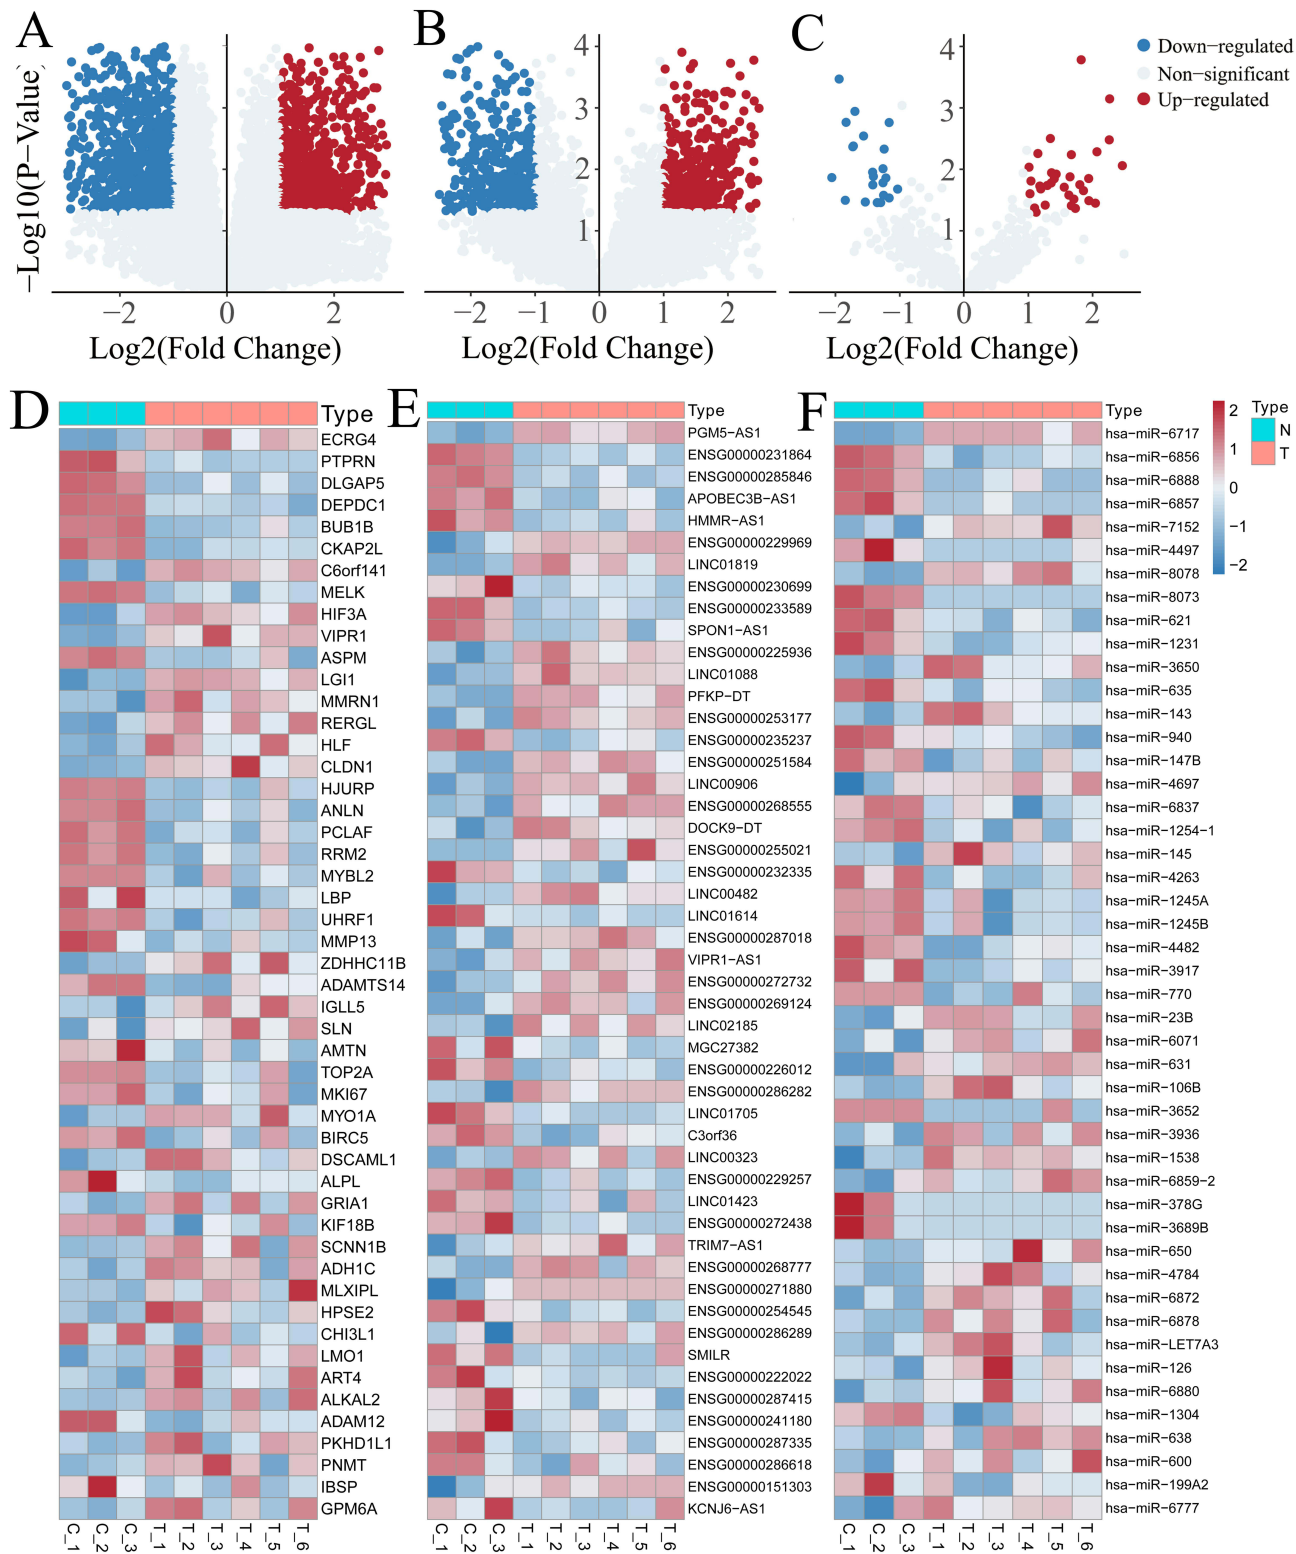 A
B
C
−Log10(P−Value)
4
3
2
1
4
3
2
1
Down−regulated
Non−significant
Up−regulated
−2
0
2
−2
−1
0
1
2
−2
−1
0
1
2
Log2(Fold Change)
Log2(Fold Change)
Log2(Fold Change)
D
Type
ECRG4
PTPRN
DLGAP5
DEPDC1
BUB1B
CKAP2L
C6orf141
MELK
HIF3A
VIPR1
ASPM
LGI1
MMRN1
RERGL
HLF
CLDN1
HJURP
ANLN
PCLAF
RRM2
MYBL2
LBP
UHRF1
MMP13
ZDHHC11B
ADAMTS14
IGLL5
SLN
AMTN
TOP2A
MKI67
MYO1A
BIRC5
DSCAML1
ALPL
GRIA1
KIF18B
SCNN1B
ADH1C
MLXIPL
HPSE2
CHI3L1
LMO1
ART4
ALKAL2
ADAM12
PKHD1L1
PNMT
IBSP
GPM6A
C_1
C_2
C_3
T_1
T_2
T_3
T_4
T_5
T_6
E
Type
PGM5−AS1
ENSG00000231864
ENSG00000285846
APOBEC3B−AS1
HMMR−AS1
ENSG00000229969
LINC01819
ENSG00000230699
ENSG00000233589
SPON1−AS1
ENSG00000225936
LINC01088
PFKP−DT
ENSG00000253177
ENSG00000235237
ENSG00000251584
LINC00906
ENSG00000268555
DOCK9−DT
ENSG00000255021
ENSG00000232335
LINC00482
LINC01614
ENSG00000287018
VIPR1−AS1
ENSG00000272732
ENSG00000269124
LINC02185
MGC27382
ENSG00000226012
ENSG00000286282
LINC01705
C3orf36
LINC00323
ENSG00000229257
LINC01423
ENSG00000272438
TRIM7−AS1
ENSG00000268777
ENSG00000271880
ENSG00000254545
ENSG00000286289
SMILR
ENSG00000222022
ENSG00000287415
ENSG00000241180
ENSG00000287335
ENSG00000286618
ENSG00000151303
KCNJ6−AS1
C_1
C_2
C_3
T_1
T_2
T_3
T_4
T_5
T_6
F
Type
hsa−miR−6717
hsa−miR−6856
hsa−miR−6888
hsa−miR−6857
hsa−miR−7152
hsa−miR−4497
hsa−miR−8078
hsa−miR−8073
hsa−miR−621
hsa−miR−1231
hsa−miR−3650
hsa−miR−635
hsa−miR−143
hsa−miR−940
hsa−miR−147B
hsa−miR−4697
hsa−miR−6837
hsa−miR−1254−1
hsa−miR−145
hsa−miR−4263
hsa−miR−1245A
hsa−miR−1245B
hsa−miR−4482
hsa−miR−3917
hsa−miR−770
hsa−miR−23B
hsa−miR−6071
hsa−miR−631
hsa−miR−106B
hsa−miR−3652
hsa−miR−3936
hsa−miR−1538
hsa−miR−6859−2
hsa−miR−378G
hsa−miR−3689B
hsa−miR−650
hsa−miR−4784
hsa−miR−6872
hsa−miR−6878
hsa−miR−LET7A3
hsa−miR−126
hsa−miR−6880
hsa−miR−1304
hsa−miR−638
hsa−miR−600
hsa−miR−199A2
hsa−miR−6777
C_1
C_2
C_3
T_1
T_2
T_3
T_4
T_5
T_6
2
1
0
−1
−2
Type
N
T